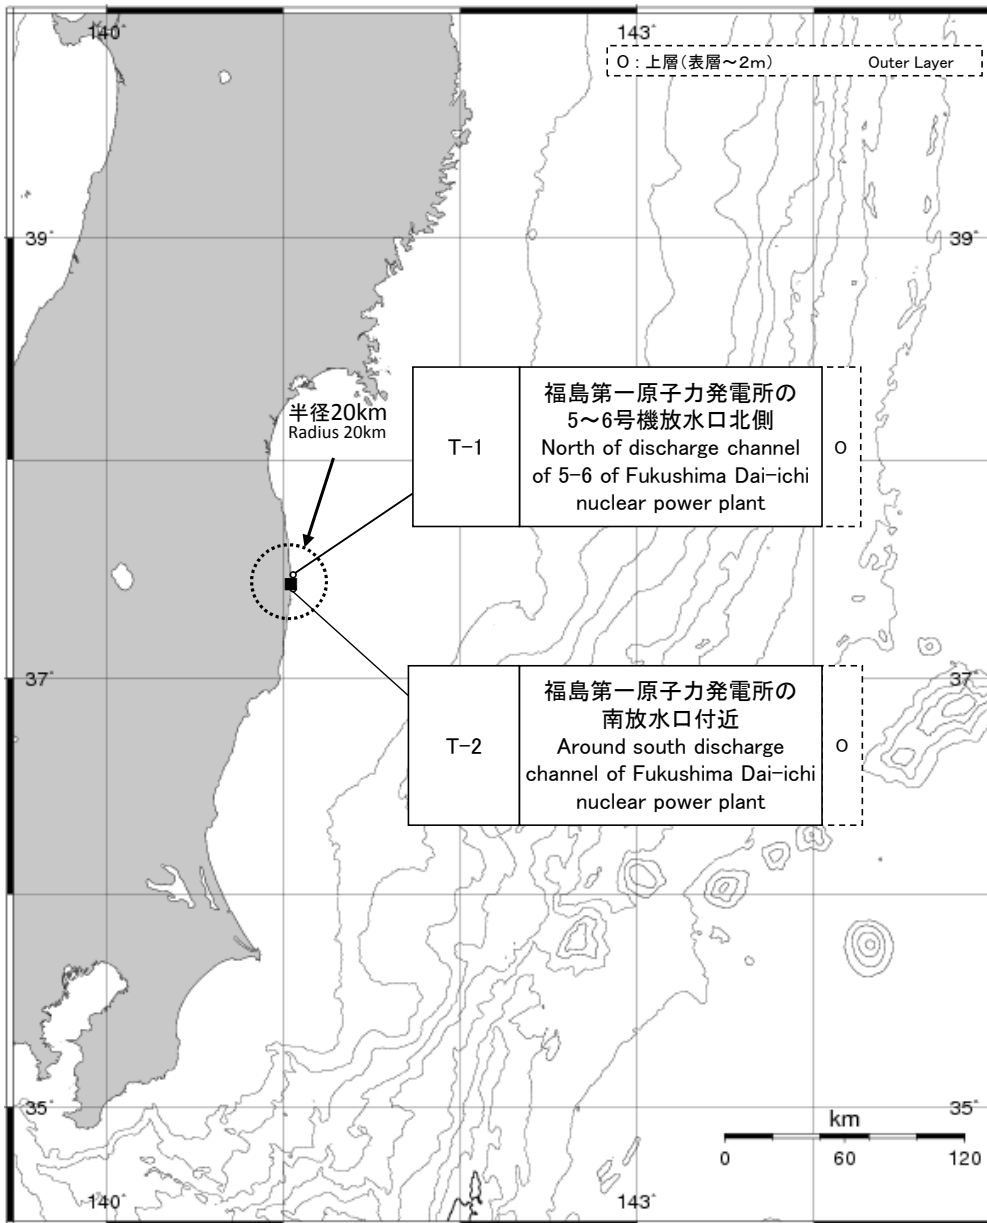 140°
143°
O : 上層(表層～2m) Outer Layer
39°
39°
半径20km
Radius 20km
T-1
福島第一原子力発電所の
5～6号機放水口北側
North of discharge channel
of 5-6 of Fukushima Dai-ichi
nuclear power plant
O
37°
37°
T-2
福島第一原子力発電所の
南放水口付近
Around south discharge
channel of Fukushima Dai-ichi
nuclear power plant
O
35°
35°
km
0 60 120
140°
143°